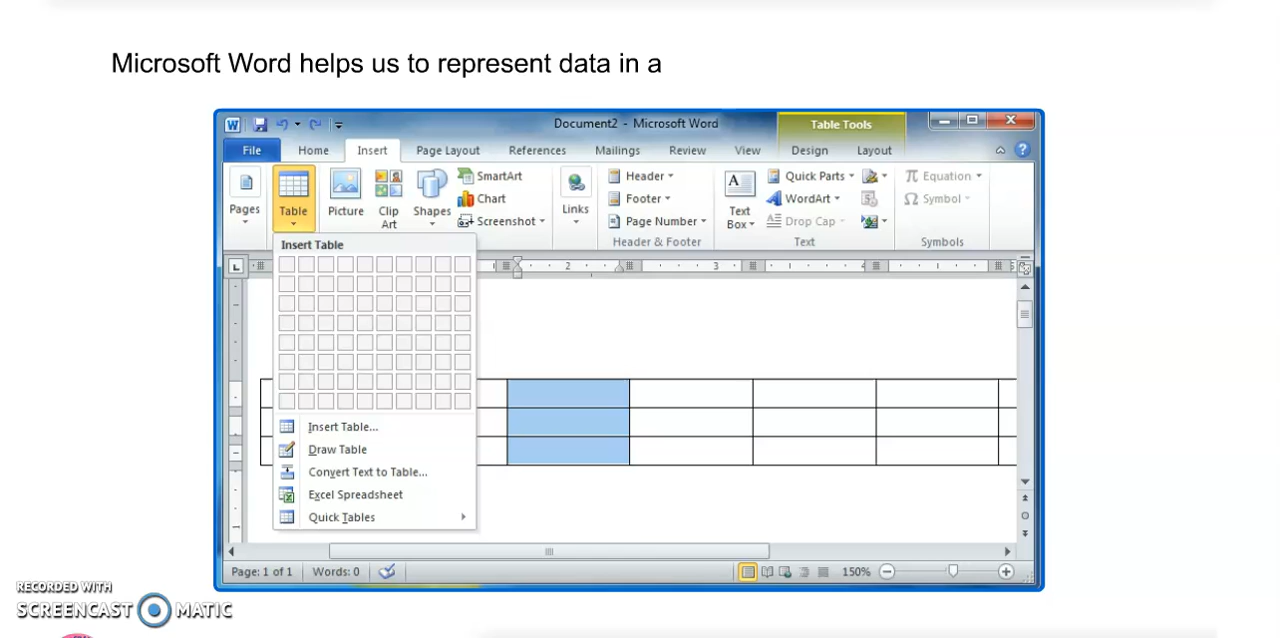 Microsoft Word helps us to represent data in a
W
Document2 - Microsoft Word
Table Tools
File Home Insert Page Layout References Mailings Review View Design Layout
Pages
Table
Picture
Clip Art
Shapes
SmartArt
Chart
Screenshot
Links
Header
Footer
Page Number
Header & Footer
A
Text Box
Quick Parts
WordArt
Drop Cap
Text
π Equation
Ω Symbol
Symbols
Insert Table
L
2 3 4 5
Insert Table...
Draw Table
Convert Text to Table...
Excel Spreadsheet
Quick Tables
Page: 1 of 1 Words: 0 150%
RECORDED WITH
SCREENCAST MATIC